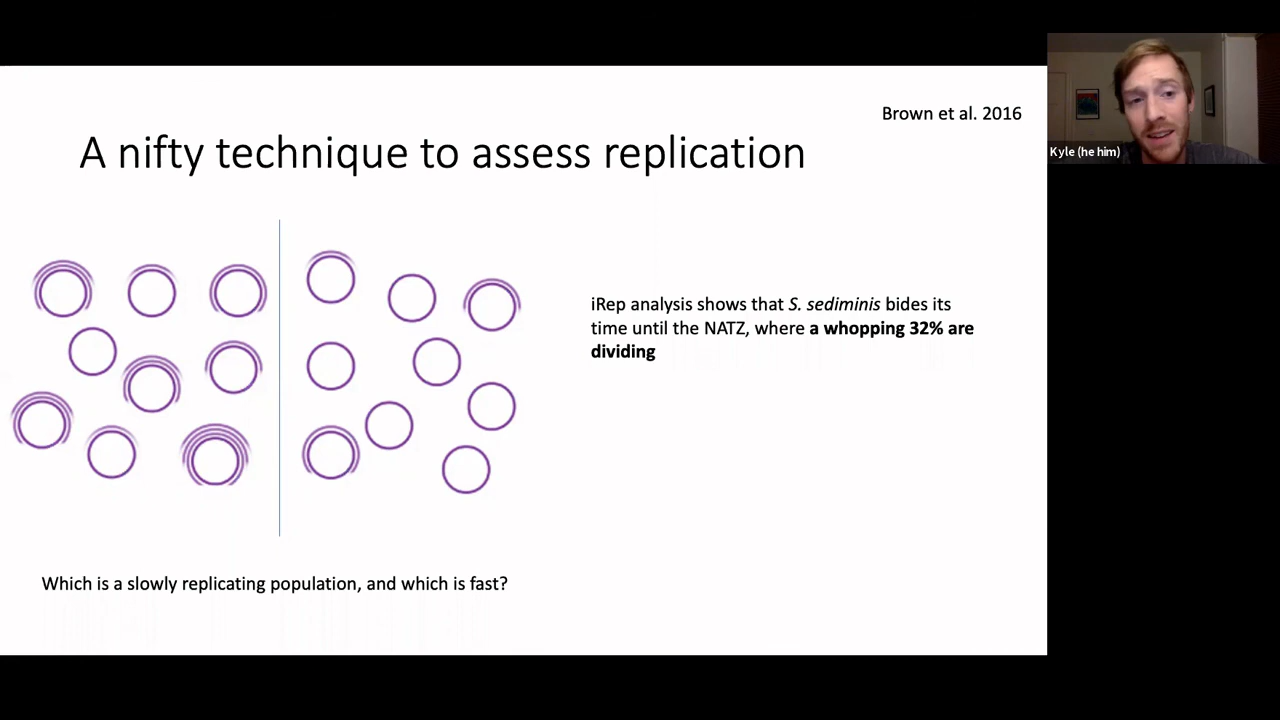 Brown et al. 2016
A nifty technique to assess replication
Kyle (he him)
iRep analysis shows that S. sediminis bides its
time until the NATZ, where a whopping 32% are
dividing
Which is a slowly replicating population, and which is fast?